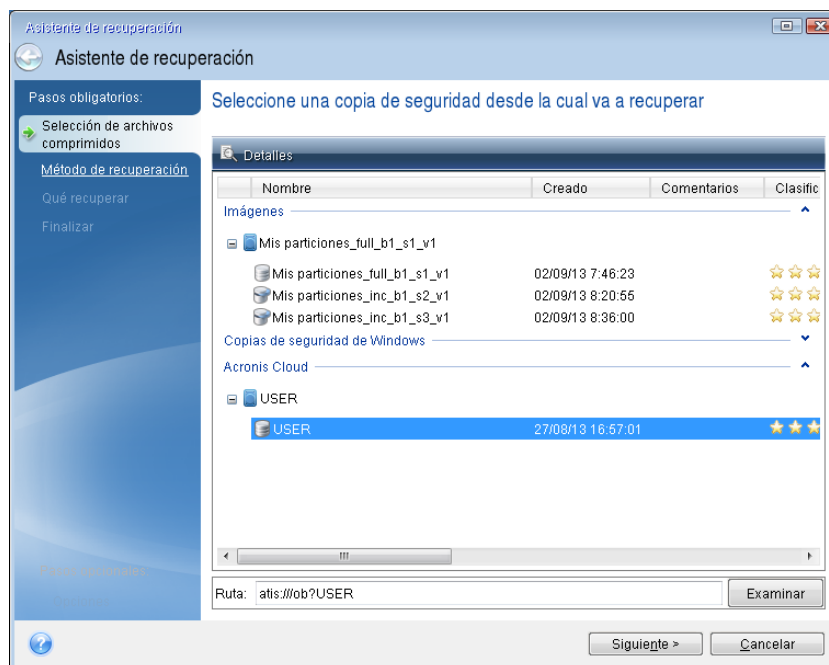 Asistente de recuperación
Asistente de recuperación
Pasos obligatorios:
Selección de archivos
comprimidos
Método de recuperación
Qué recuperar
Finalizar
Seleccione una copia de seguridad desde la cual va a recuperar
Detalles
Nombre Creado Comentarios Clasific
Imágenes
Mis particiones_full_b1_s1_v1
Mis particiones_full_b1_s1_v1 02/09/13 7:46:23
Mis particiones_inc_b1_s2_v1 02/09/13 8:20:55
Mis particiones_inc_b1_s3_v1 02/09/13 8:36:00
Copias de seguridad de Windows
Acronis Cloud
USER
USER 27/08/13 16:57:01
Ruta: atis:///ob?USER Examinar
Siguiente > Cancelar